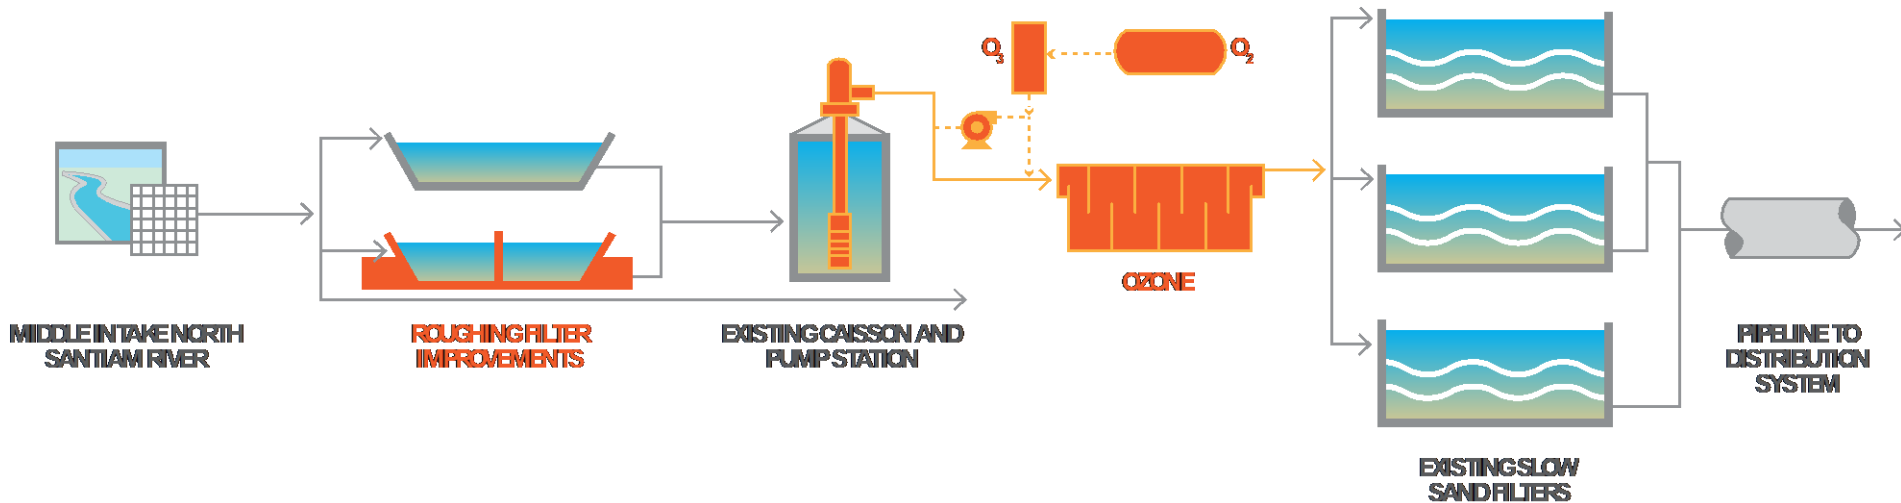 MIDDLE INTAKE NORTH
SANTIAM RIVER
ROUGHING FILTER
IMPROVEMENTS
EXISTING CAISSON AND
PUMP STATION
O3
O2
OZONE
EXISTING SLOW
SAND FILTERS
PIPELINE TO
DISTRIBUTION
SYSTEM